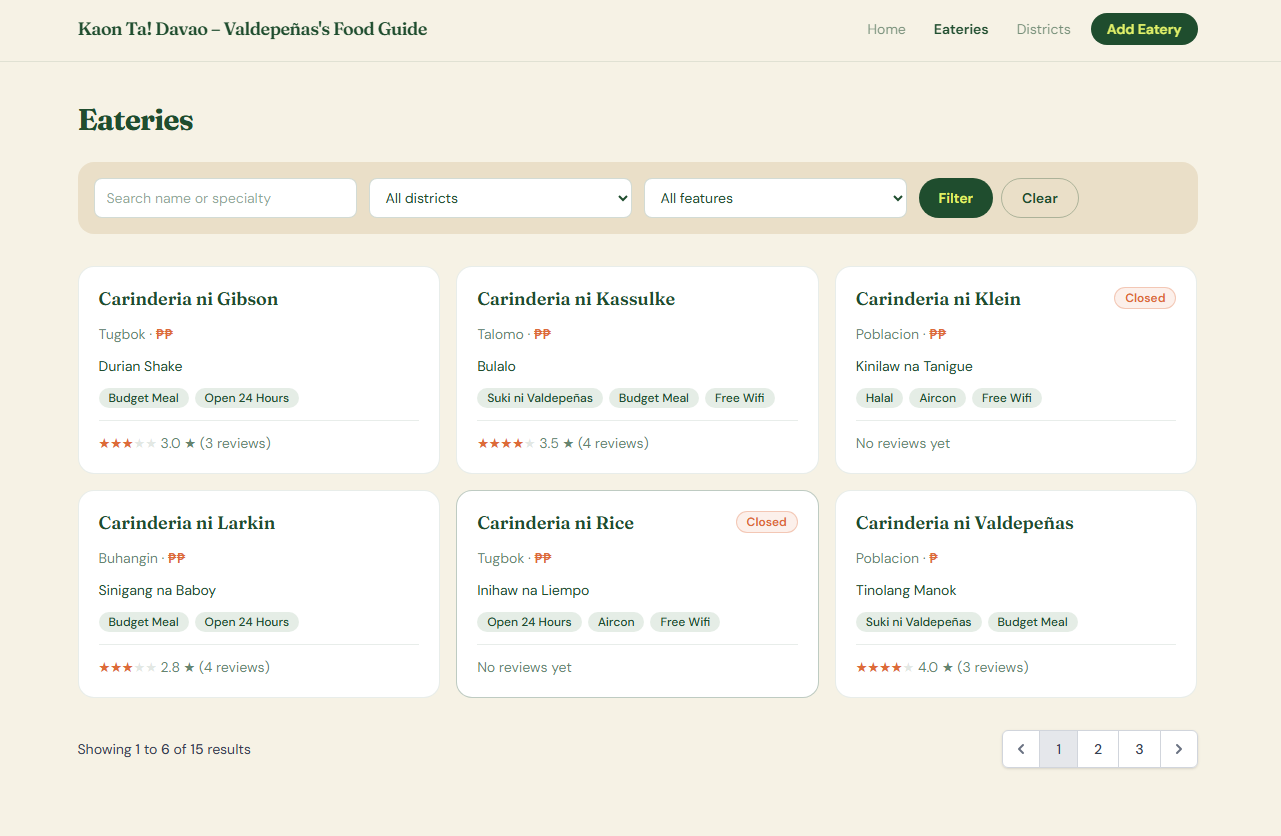 Kaon Ta! Davao – Valdepeñas's Food Guide
Home Eateries Districts Add Eatery
Eateries
Search name or specialty All districts All features Filter Clear
Carinderia ni Gibson
Tugbok · ₱₱
Durian Shake
Budget Meal Open 24 Hours
★★★★★ 3.0 ★ (3 reviews)
Carinderia ni Kassulke
Talomo · ₱₱
Bulalo
Suki ni Valdepeñas Budget Meal Free Wifi
★★★★★ 3.5 ★ (4 reviews)
Carinderia ni Klein Closed
Poblacion · ₱₱
Kinilaw na Tanigue
Halal Aircon Free Wifi
No reviews yet
Carinderia ni Larkin
Buhangin · ₱₱
Sinigang na Baboy
Budget Meal Open 24 Hours
★★★★★ 2.8 ★ (4 reviews)
Carinderia ni Rice Closed
Tugbok · ₱₱
Inihaw na Liempo
Open 24 Hours Aircon Free Wifi
No reviews yet
Carinderia ni Valdepeñas
Poblacion · ₱
Tinolang Manok
Suki ni Valdepeñas Budget Meal
★★★★★ 4.0 ★ (3 reviews)
Showing 1 to 6 of 15 results
1 2 3